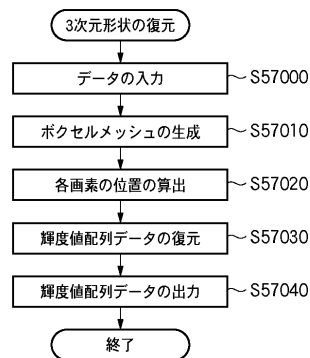 3次元形状の復元
データの入力 S57000
ボクセルメッシュの生成 S57010
各画素の位置の算出 S57020
輝度値配列データの復元 S57030
輝度値配列データの出力 S57040
終了